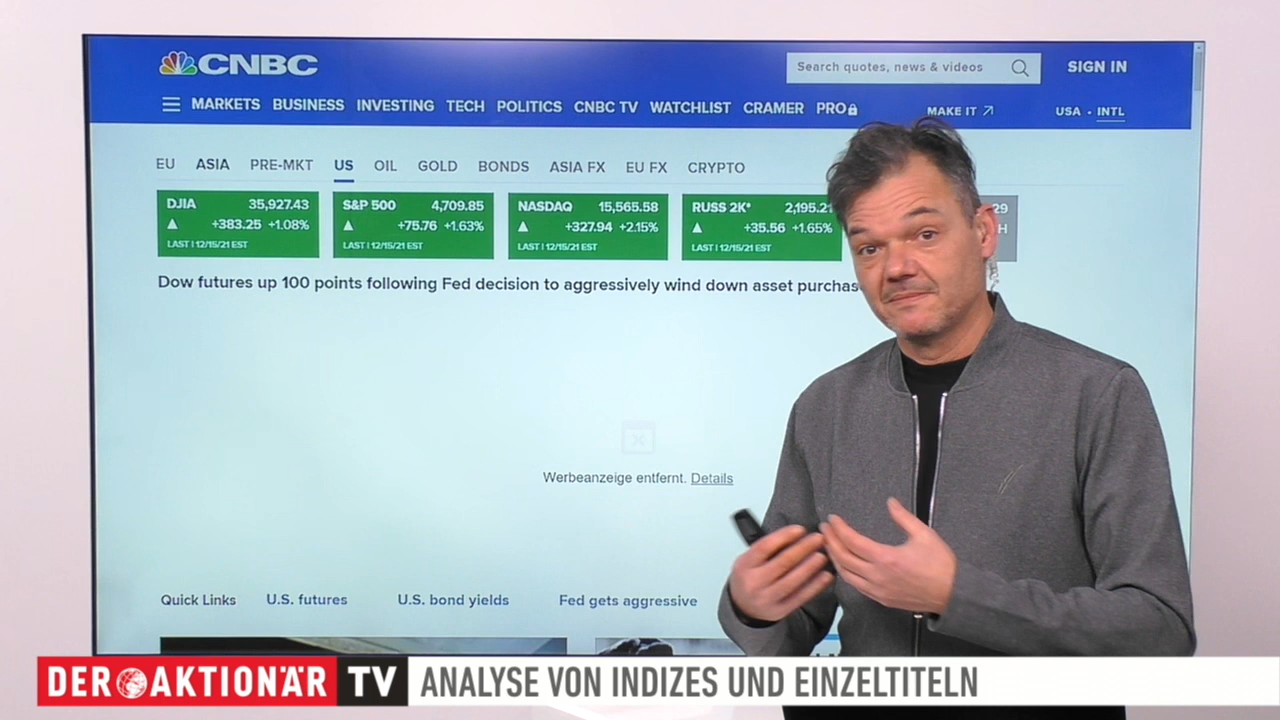 CNBC
Search quotes, news & videos
SIGN IN
MARKETS BUSINESS INVESTING TECH POLITICS CNBC TV WATCHLIST CRAMER PRO
MAKE IT
USA • INTL
EU ASIA PRE-MKT US OIL GOLD BONDS ASIA FX EU FX CRYPTO
DJIA 35,927.43
+383.25 +1.08%
LAST | 12/15/21 EST
S&P 500 4,709.85
+75.76 +1.63%
LAST | 12/15/21 EST
NASDAQ 15,565.58
+327.94 +2.15%
LAST | 12/15/21 EST
RUSS 2K* 2,195.21
+35.56 +1.65%
LAST | 12/15/21 EST
29
H
Dow futures up 100 points following Fed decision to aggressively wind down asset purchas
Werbeanzeige entfernt. Details
Quick Links U.S. futures U.S. bond yields Fed gets aggressive
DER AKTIONÄR TV ANALYSE VON INDIZES UND EINZELTITELN